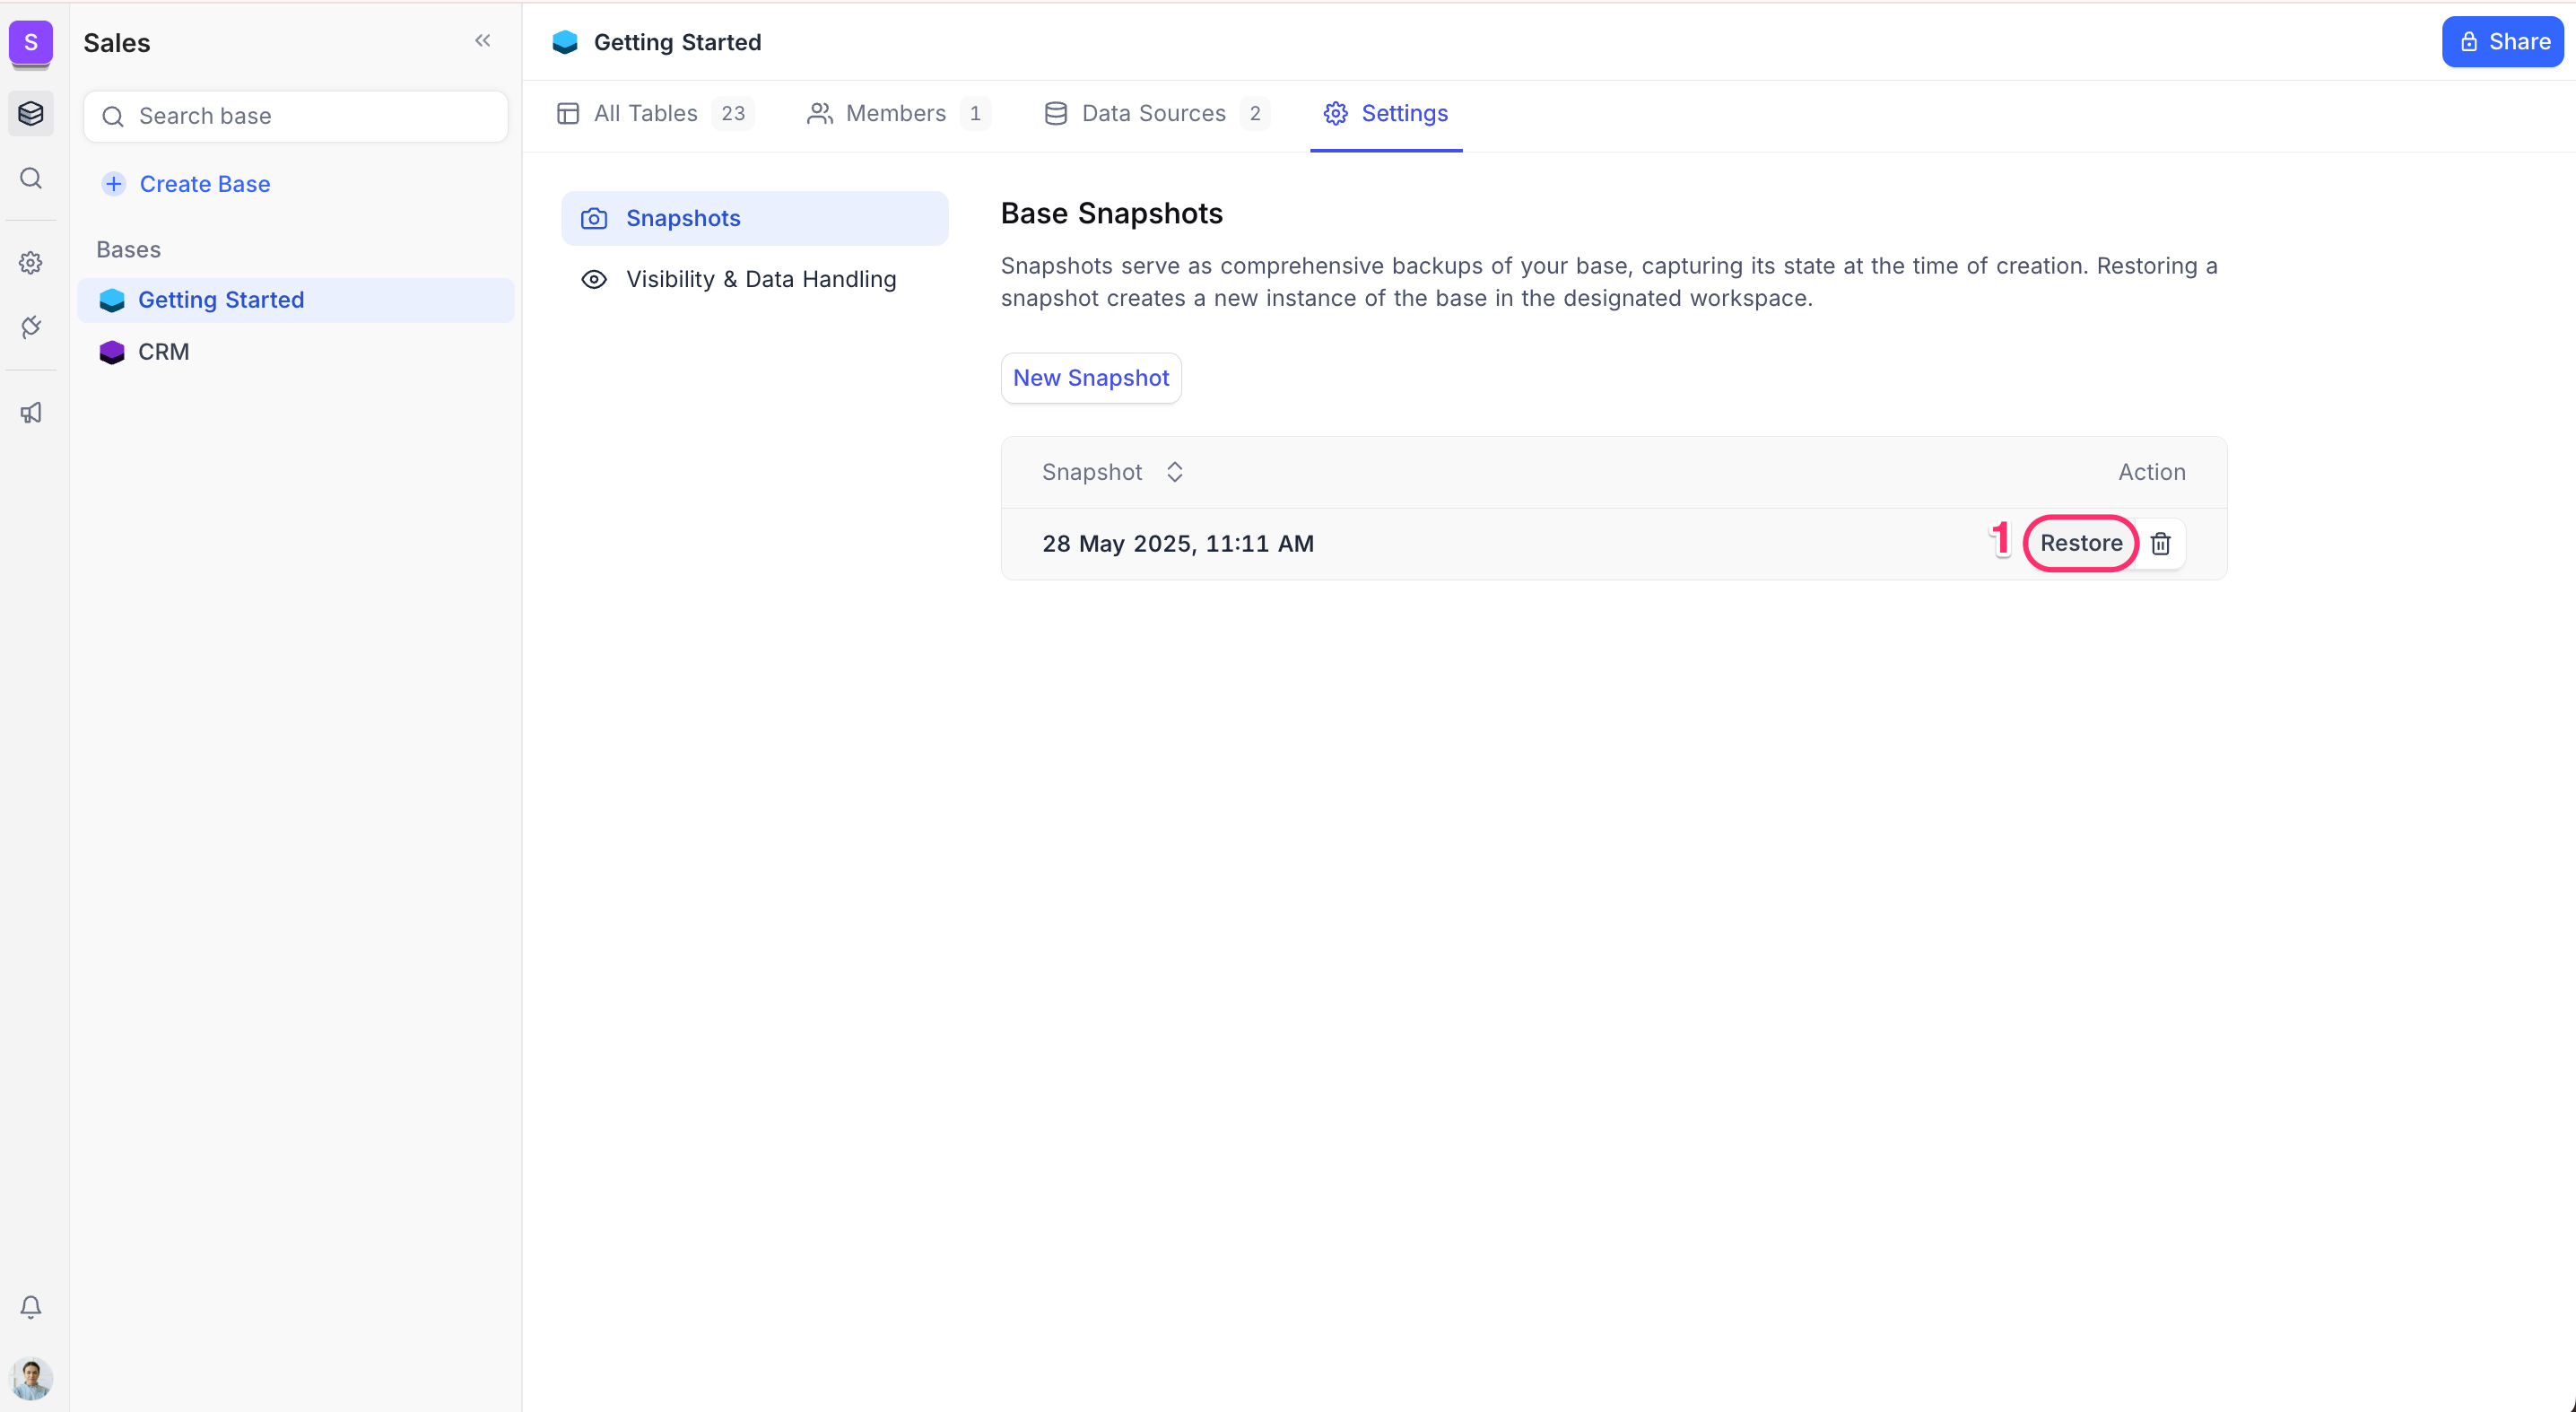 S
Sales
Search base
Create Base
Bases
Getting Started
CRM
Getting Started
Share
All Tables 23
Members 1
Data Sources 2
Settings
Snapshots
Visibility & Data Handling
Base Snapshots
Snapshots serve as comprehensive backups of your base, capturing its state at the time of creation. Restoring a
snapshot creates a new instance of the base in the designated workspace.
New Snapshot
Snapshot Action
28 May 2025, 11:11 AM 1 Restore